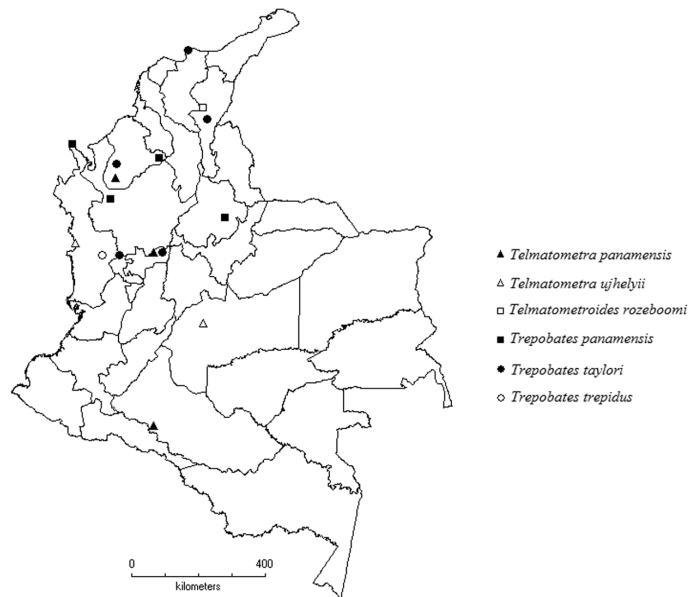 Telmatometra panamensis
Telmatometra ujhelyii
Telmatometroides rozeboomi
Trepobates panamensis
Trepobates taylori
Trepobates trepidus
0 400
kilometers